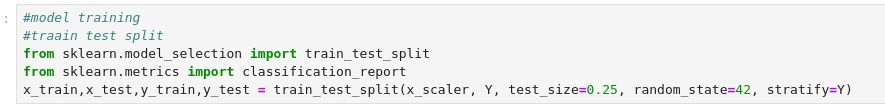 :
#model training
#traain test split
from sklearn.model_selection import train_test_split
from sklearn.metrics import classification_report
x_train,x_test,y_train,y_test = train_test_split(x_scaler, Y, test_size=0.25, random_state=42, stratify=Y)